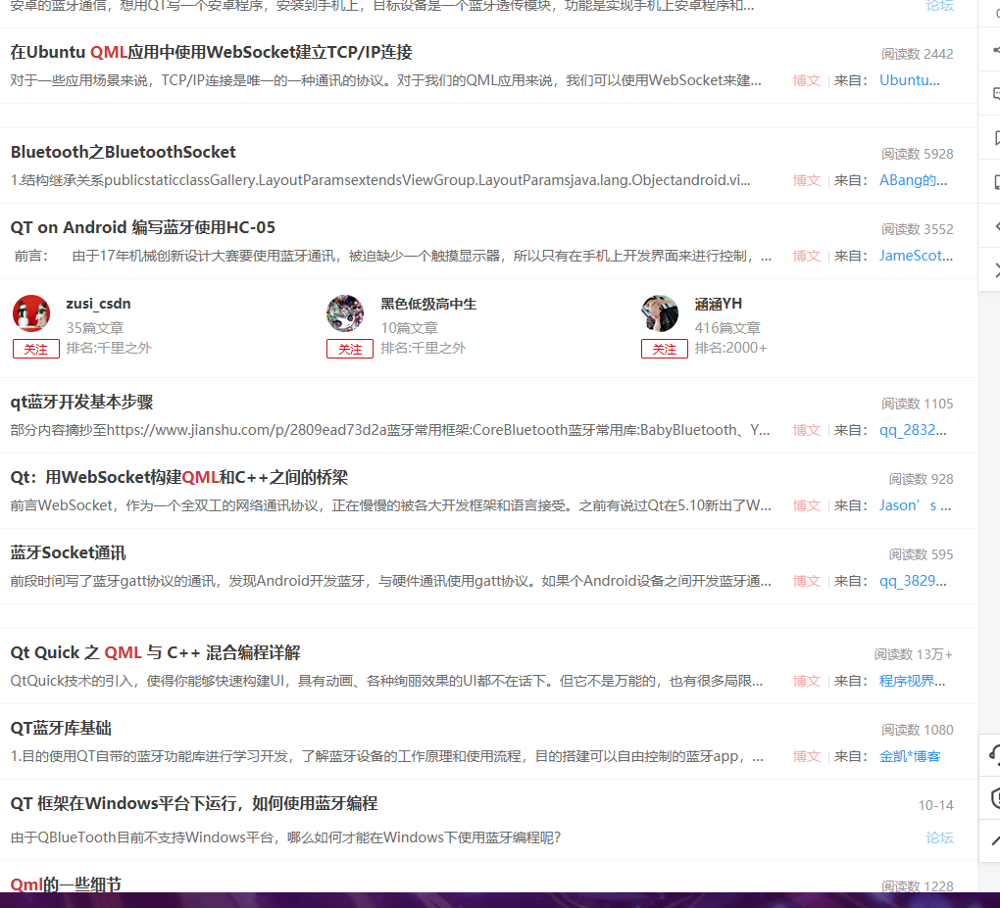 安卓的蓝牙通信，想用QT写一个安卓程序，安装到手机上，目标设备是一个蓝牙透传模块，功能是实现手机上安卓程序和... 论坛
在Ubuntu QML应用中使用WebSocket建立TCP/IP连接 阅读数 2442
对于一些应用场景来说，TCP/IP连接是唯一的一种通讯的协议。对于我们的QML应用来说，我们可以使用WebSocket来建... 博文 | 来自： Ubuntu...
Bluetooth之BluetoothSocket 阅读数 5928
1.结构继承关系publicstaticclassGallery.LayoutParamsextendsViewGroup.LayoutParamsjava.lang.Objectandroid.vi... 博文 | 来自： ABang的...
QT on Android 编写蓝牙使用HC-05 阅读数 3552
前言： 由于17年机械创新设计大赛要使用蓝牙通讯，被迫缺少一个触摸显示器，所以只有在手机上开发界面来进行控制，... 博文 | 来自： JameScot...
zusi_csdn 黑色低级高中生 涵涵YH
35篇文章 10篇文章 416篇文章
关注 排名:千里之外 关注 排名:千里之外 关注 排名:2000+
qt蓝牙开发基本步骤 阅读数 1105
部分内容摘抄至https://www.jianshu.com/p/2809ead73d2a蓝牙常用框架:CoreBluetooth蓝牙常用库:BabyBluetooth、Y... 博文 | 来自： qq_2832...
Qt：用WebSocket构建QML和C++之间的桥梁 阅读数 928
前言WebSocket，作为一个全双工的网络通讯协议，正在慢慢的被各大开发框架和语言接受。之前有说过Qt在5.10新出了W... 博文 | 来自： Jason’s ...
蓝牙Socket通讯 阅读数 595
前段时间写了蓝牙gatt协议的通讯，发现Android开发蓝牙，与硬件通讯使用gatt协议。如果个Android设备之间开发蓝牙通... 博文 | 来自： qq_3829...
Qt Quick 之 QML 与 C++ 混合编程详解 阅读数 13万+
QtQuick技术的引入，使得你能够快速构建UI，具有动画、各种绚丽效果的UI都不在话下。但它不是万能的，也有很多局限... 博文 | 来自： 程序视界...
QT蓝牙库基础 阅读数 1080
1.目的使用QT自带的蓝牙功能库进行学习开发，了解蓝牙设备的工作原理和使用流程，目的搭建可以自由控制的蓝牙app，... 博文 | 来自： 金凯*博客
QT 框架在Windows平台下运行，如何使用蓝牙编程 10-14
由于QBlueTooth目前不支持Windows平台，哪么如何才能在Windows下使用蓝牙编程呢? 论坛
Qml的一些细节 阅读数 1228